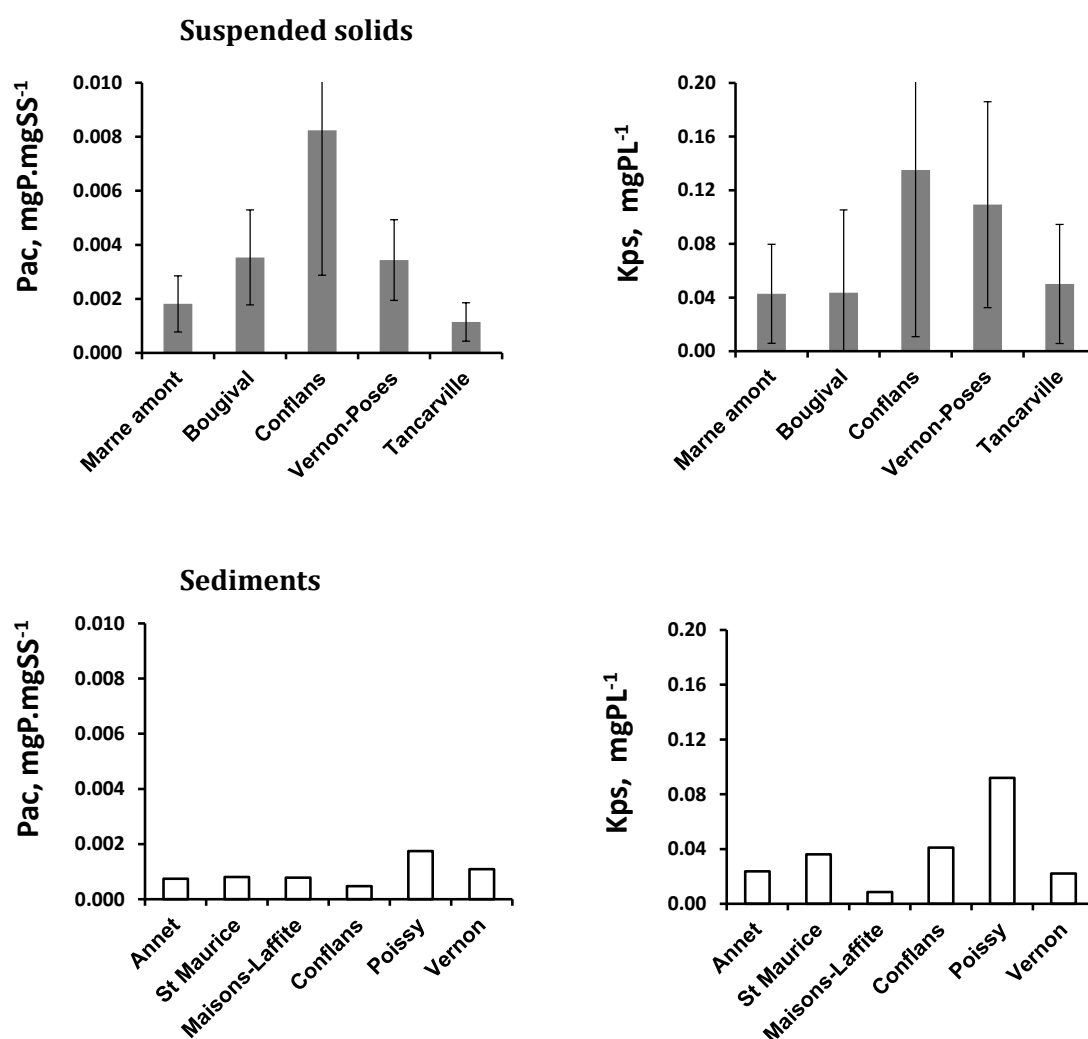 Suspended solids
Pac, mgP.mgSS⁻¹
0.010
0.008
0.006
0.004
0.002
0.000
Marne amont
Bougival
Conflans
Vernon-Poses
Tancarville
Kps, mgPL⁻¹
0.20
0.16
0.12
0.08
0.04
0.00
Marne amont
Bougival
Conflans
Vernon-Poses
Tancarville
Sediments
Pac, mgP.mgSS⁻¹
0.010
0.008
0.006
0.004
0.002
0.000
Annet
St Maurice
Maisons-Laffite
Conflans
Poissy
Vernon
Kps, mgPL⁻¹
0.20
0.16
0.12
0.08
0.04
0.00
Annet
St Maurice
Maisons-Laffite
Conflans
Poissy
Vernon